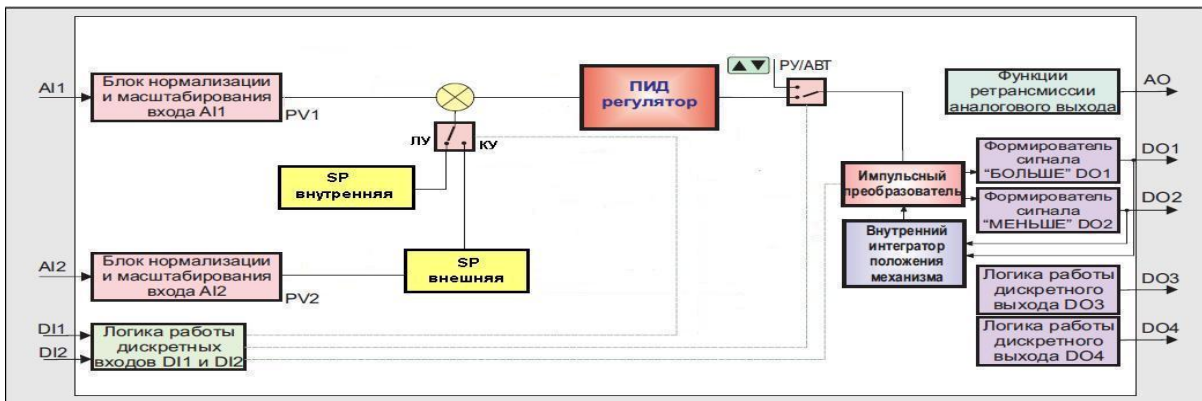 AI1
Блок нормализации
и масштабирования
входа AI1
PV1
ПИД
регулятор
РУ/АВТ
Функции
ретрансмиссии
аналогового выхода
AO
ЛУ
КУ
SP
внутренняя
Импульсный
преобразователь
Формирователь
сигнала
“БОЛЬШЕ” DO1
DO1
Формирователь
сигнала
“МЕНЬШЕ” DO2
DO2
Внутренний
интегратор
положения
механизма
AI2
Блок нормализации
и масштабирования
входа AI2
PV2
SP
внешняя
Логика работы
дискретного
выхода DO3
DO3
DI1
DI2
Логика работы
дискретных
входов DI1 и DI2
Логика работы
дискретного
выхода DO4
DO4